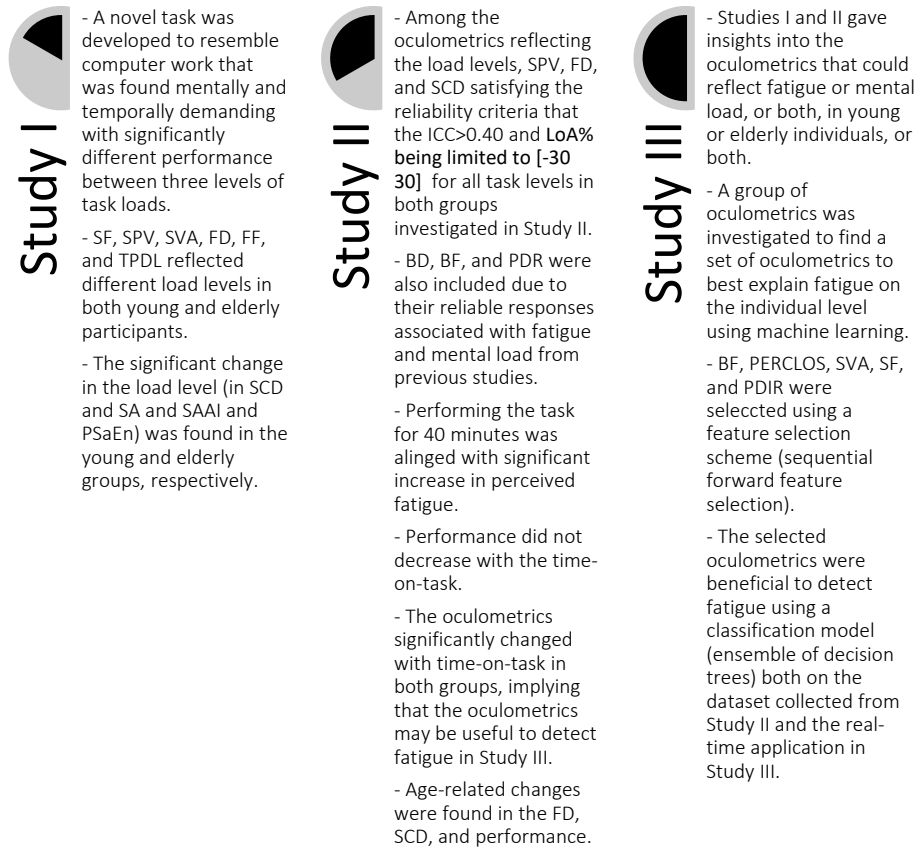 Study I
- A novel task was
developed to resemble
computer work that
was found mentally and
temporally demanding
with significantly
different performance
between three levels of
task loads.
- SF, SPV, SVA, FD, FF,
and TPDL reflected
different load levels in
both young and elderly
participants.
- The significant change
in the load level (in SCD
and SA and SAAI and
PSaEn) was found in the
young and elderly
groups, respectively.
Study II
- Among the
oculometrics reflecting
the load levels, SPV, FD,
and SCD satisfying the
reliability criteria that
the ICC>0.40 and LoA%
being limited to [-30
30] for all task levels in
both groups
investigated in Study II.
- BD, BF, and PDR were
also included due to
their reliable responses
associated with fatigue
and mental load from
previous studies.
- Performing the task
for 40 minutes was
alinged with significant
increase in perceived
fatigue.
- Performance did not
decrease with the time-
on-task.
- The oculometrics
significantly changed
with time-on-task in
both groups, implying
that the oculometrics
may be useful to detect
fatigue in Study III.
- Age-related changes
were found in the FD,
SCD, and performance.
Study III
- Studies I and II gave
insights into the
oculometrics that could
reflect fatigue or mental
load, or both, in young
or elderly individuals, or
both.
- A group of
oculometrics was
investigated to find a
set of oculometrics to
best explain fatigue on
the individual level
using machine learning.
- BF, PERCLOS, SVA, SF,
and PDIR were
seleccted using a
feature selection
scheme (sequential
forward feature
selection).
- The selected
oculometrics were
beneficial to detect
fatigue using a
classification model
(ensemble of decision
trees) both on the
dataset collected from
Study II and the real-
time application in
Study III.